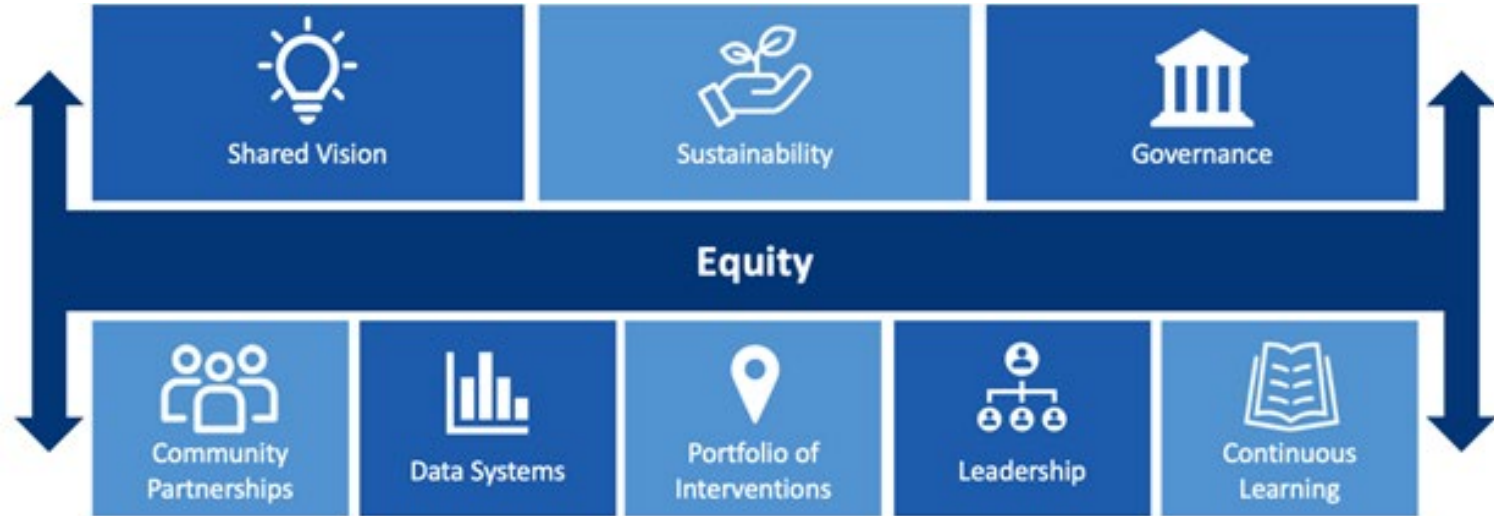 Shared Vision
Sustainability
Governance
Equity
Community
Partnerships
Data Systems
Portfolio of
Interventions
Leadership
Continuous
Learning